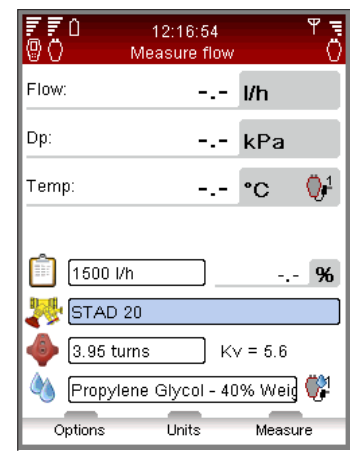 12:16:54
Measure flow
Flow: -.- l/h
Dp: -.- kPa
Temp: -.- °C 1
1500 l/h -.- %
STAD 20
3.95 turns Kv = 5.6
Propylene Glycol - 40% Weig 1
Options Units Measure